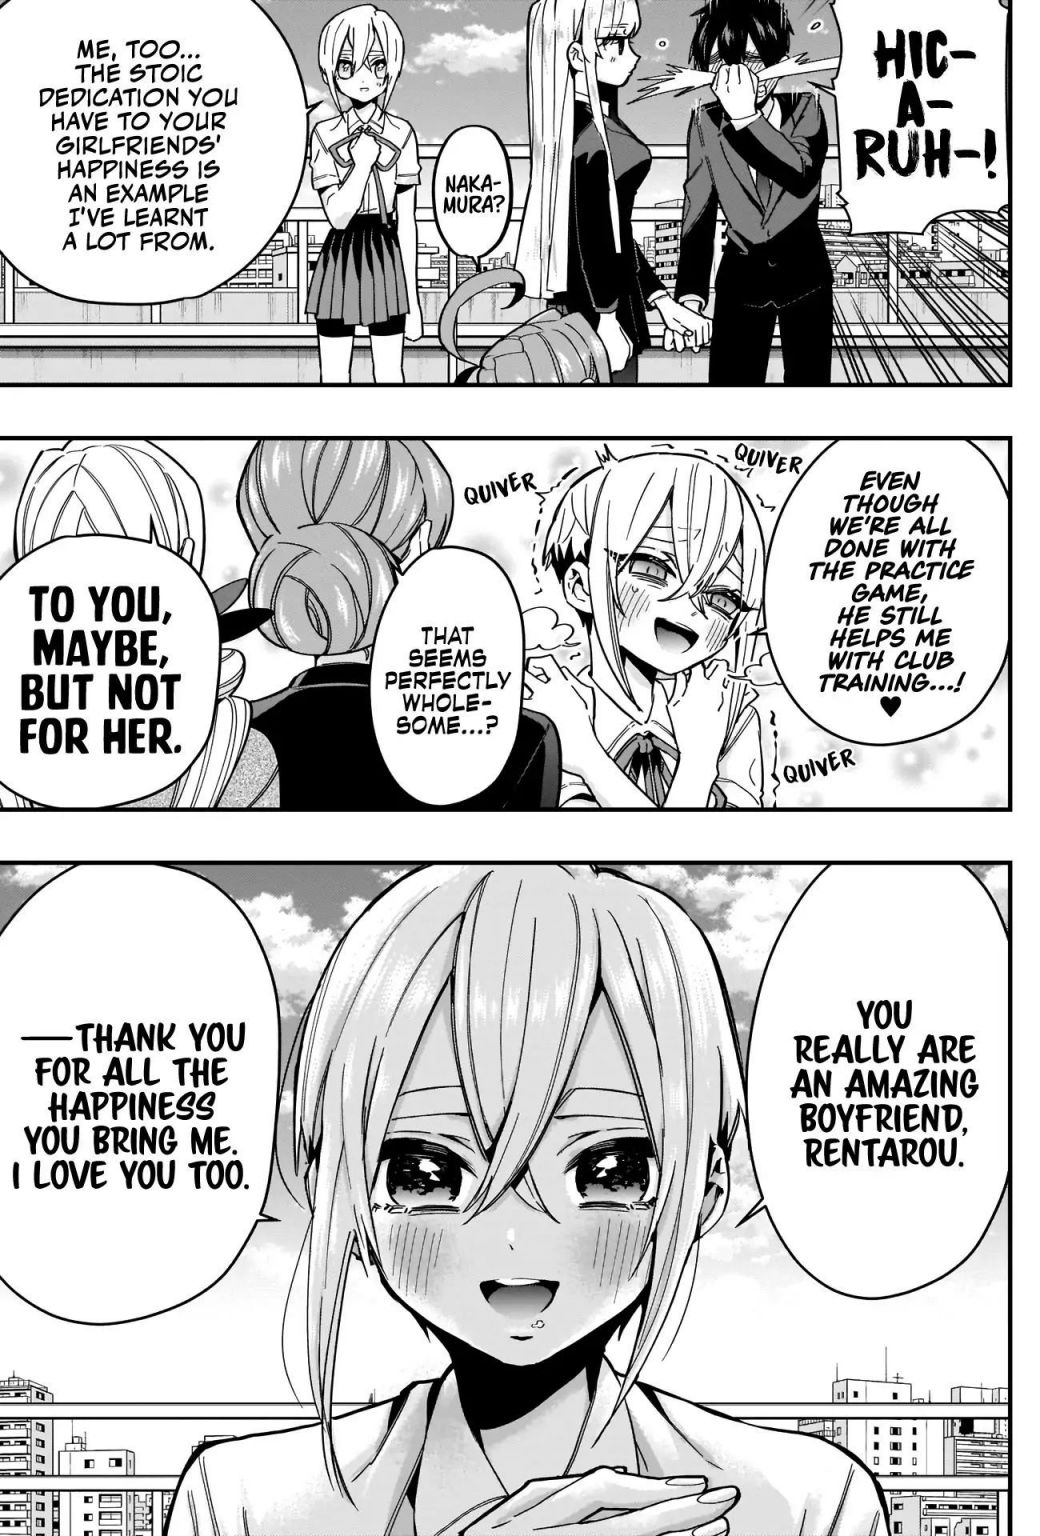 HIC-
A-
RUH-!
NAKA-
MURA?
ME, TOO...
THE STOIC
DEDICATION YOU
HAVE TO YOUR
GIRLFRIENDS'
HAPPINESS IS
AN EXAMPLE
I'VE LEARNT
A LOT FROM.
EVEN
THOUGH
WE'RE ALL
DONE WITH
THE PRACTICE
GAME,
HE STILL
HELPS ME
WITH CLUB
TRAINING...!
♥
QUIVER
QUIVER
QUIVER
THAT
SEEMS
PERFECTLY
WHOLE-
SOME...?
TO YOU,
MAYBE,
BUT NOT
FOR HER.
YOU
REALLY ARE
AN AMAZING
BOYFRIEND,
RENTAROU.
—THANK YOU
FOR ALL THE
HAPPINESS
YOU BRING ME.
I LOVE YOU TOO.